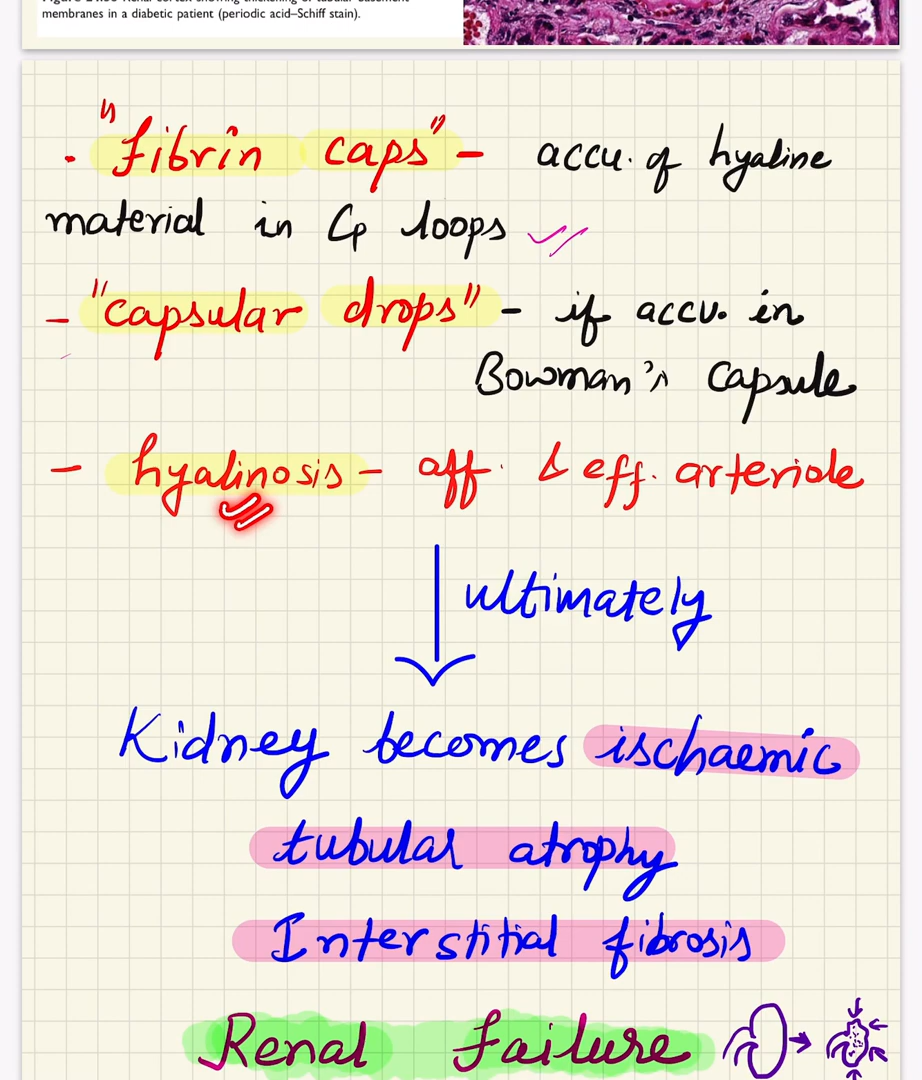 membranes in a diabetic patient (periodic acid–Schiff stain).
- "fibrin caps" - accu. of hyaline
material in Cp loops
- "capsular drops" - if accu. in
Bowman's capsule
- hyalinosis - aff. & eff. arteriole
ultimately
Kidney becomes ischaemic
tubular atrophy
Interstitial fibrosis
Renal failure